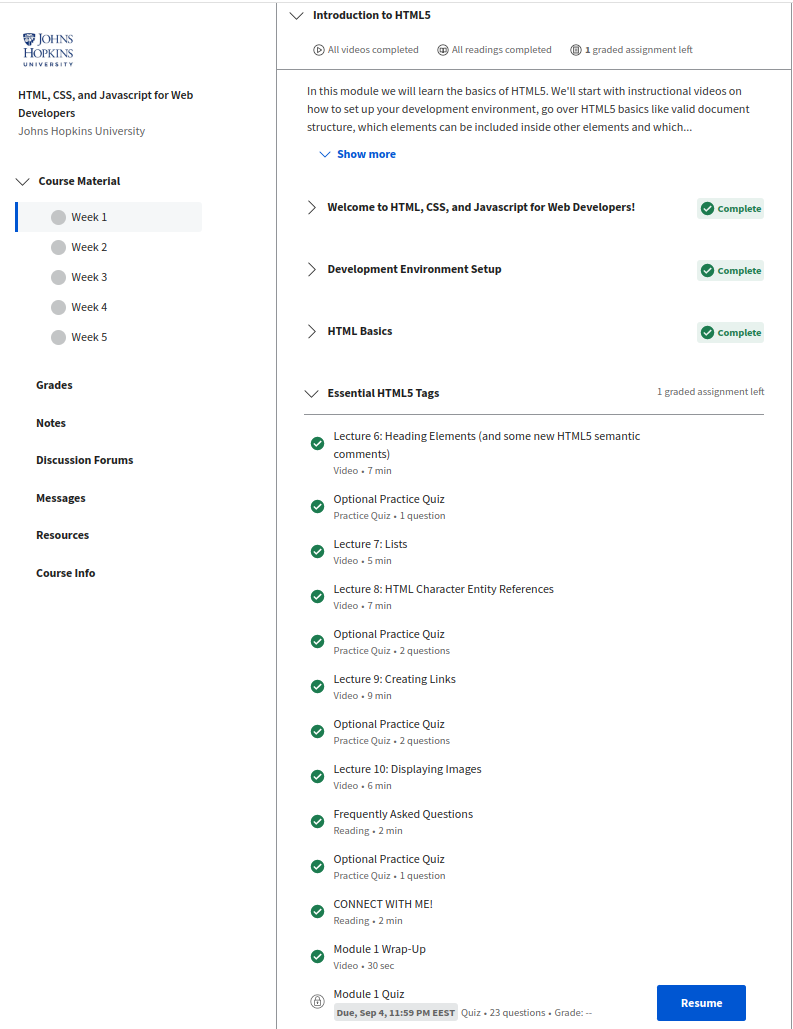 JOHNS
HOPKINS
UNIVERSITY
HTML, CSS, and Javascript for Web
Developers
Johns Hopkins University
Course Material
Week 1
Week 2
Week 3
Week 4
Week 5
Grades
Notes
Discussion Forums
Messages
Resources
Course Info
Introduction to HTML5
All videos completed
All readings completed
1 graded assignment left
In this module we will learn the basics of HTML5. We'll start with instructional videos on
how to set up your development environment, go over HTML5 basics like valid document
structure, which elements can be included inside other elements and which...
Show more
Welcome to HTML, CSS, and Javascript for Web Developers!
Complete
Development Environment Setup
Complete
HTML Basics
Complete
Essential HTML5 Tags
1 graded assignment left
Lecture 6: Heading Elements (and some new HTML5 semantic
comments)
Video • 7 min
Optional Practice Quiz
Practice Quiz • 1 question
Lecture 7: Lists
Video • 5 min
Lecture 8: HTML Character Entity References
Video • 7 min
Optional Practice Quiz
Practice Quiz • 2 questions
Lecture 9: Creating Links
Video • 9 min
Optional Practice Quiz
Practice Quiz • 2 questions
Lecture 10: Displaying Images
Video • 6 min
Frequently Asked Questions
Reading • 2 min
Optional Practice Quiz
Practice Quiz • 1 question
CONNECT WITH ME!
Reading • 2 min
Module 1 Wrap-Up
Video • 30 sec
Module 1 Quiz
Due, Sep 4, 11:59 PM EEST Quiz • 23 questions • Grade: --
Resume